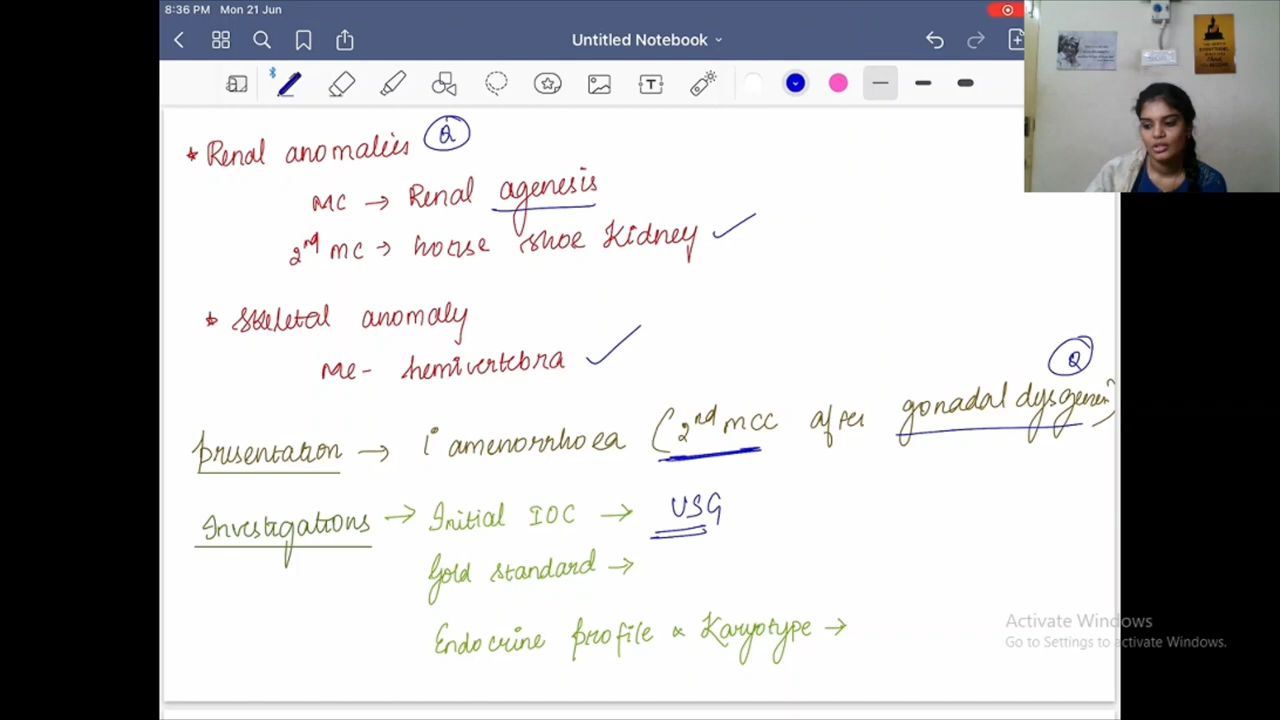 8:36 PM Mon 21 Jun
Untitled Notebook
* Renal anomalies Q
MC → Renal agenesis
2nd MC → horse shoe Kidney ✓
* Skeletal anomaly
MC - hemivertebra ✓
Q
Presentation → 1° amenorrhoea (2nd MCC after gonadal dysgenesis)
Investigations → Initial IOC → USG
Gold standard →
Endocrine profile & Karyotype →
Activate Windows
Go to Settings to activate Windows.